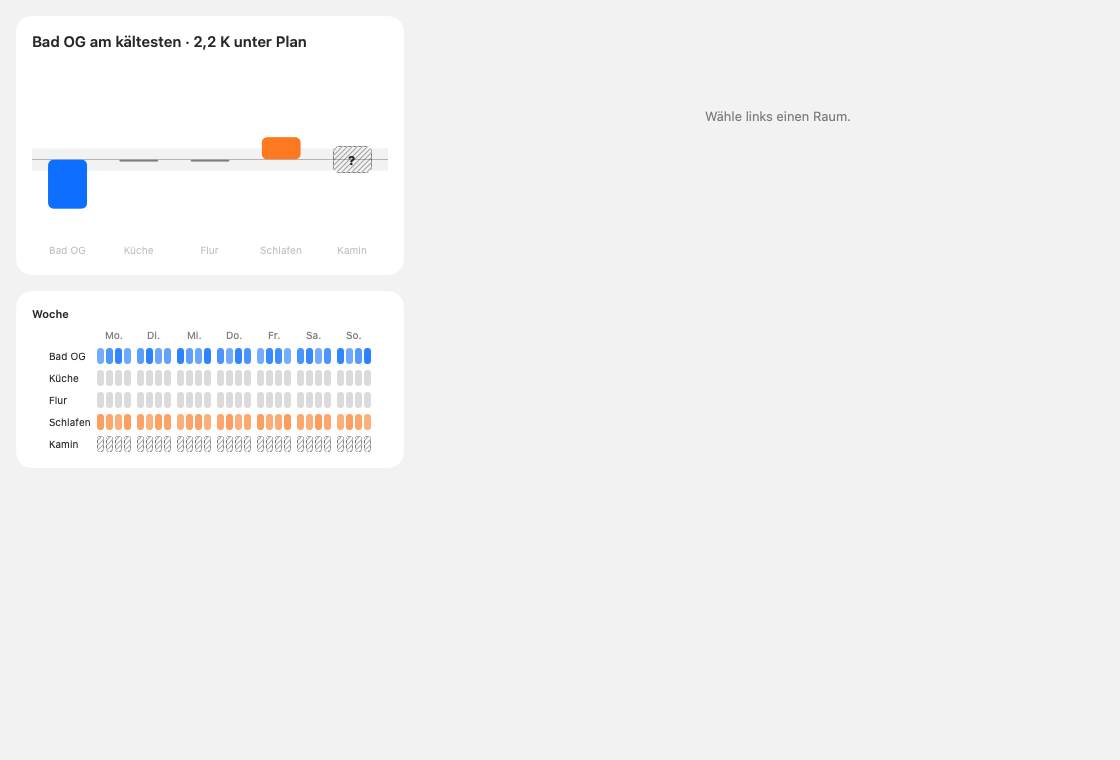 Bad OG am kältesten · 2,2 K unter Plan
?
Bad OG Küche Flur Schlafen Kamin
Woche
Mo. Di. Mi. Do. Fr. Sa. So.
Bad OG
Küche
Flur
Schlafen
Kamin
Wähle links einen Raum.